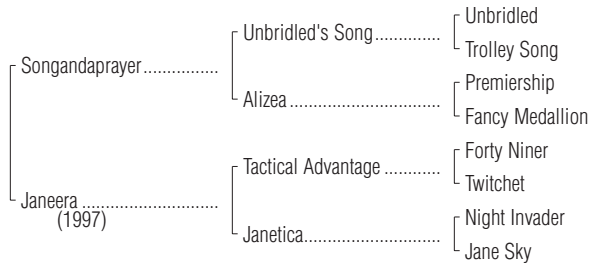 Unbridled
Unbridled's Song..............
Trolley Song
Songandaprayer................
Premiership
Alizea................................
Fancy Medallion
Forty Niner
Tactical Advantage ............
Twitchet
Janeera .............................
(1997)
Night Invader
Janetica.............................
Jane Sky